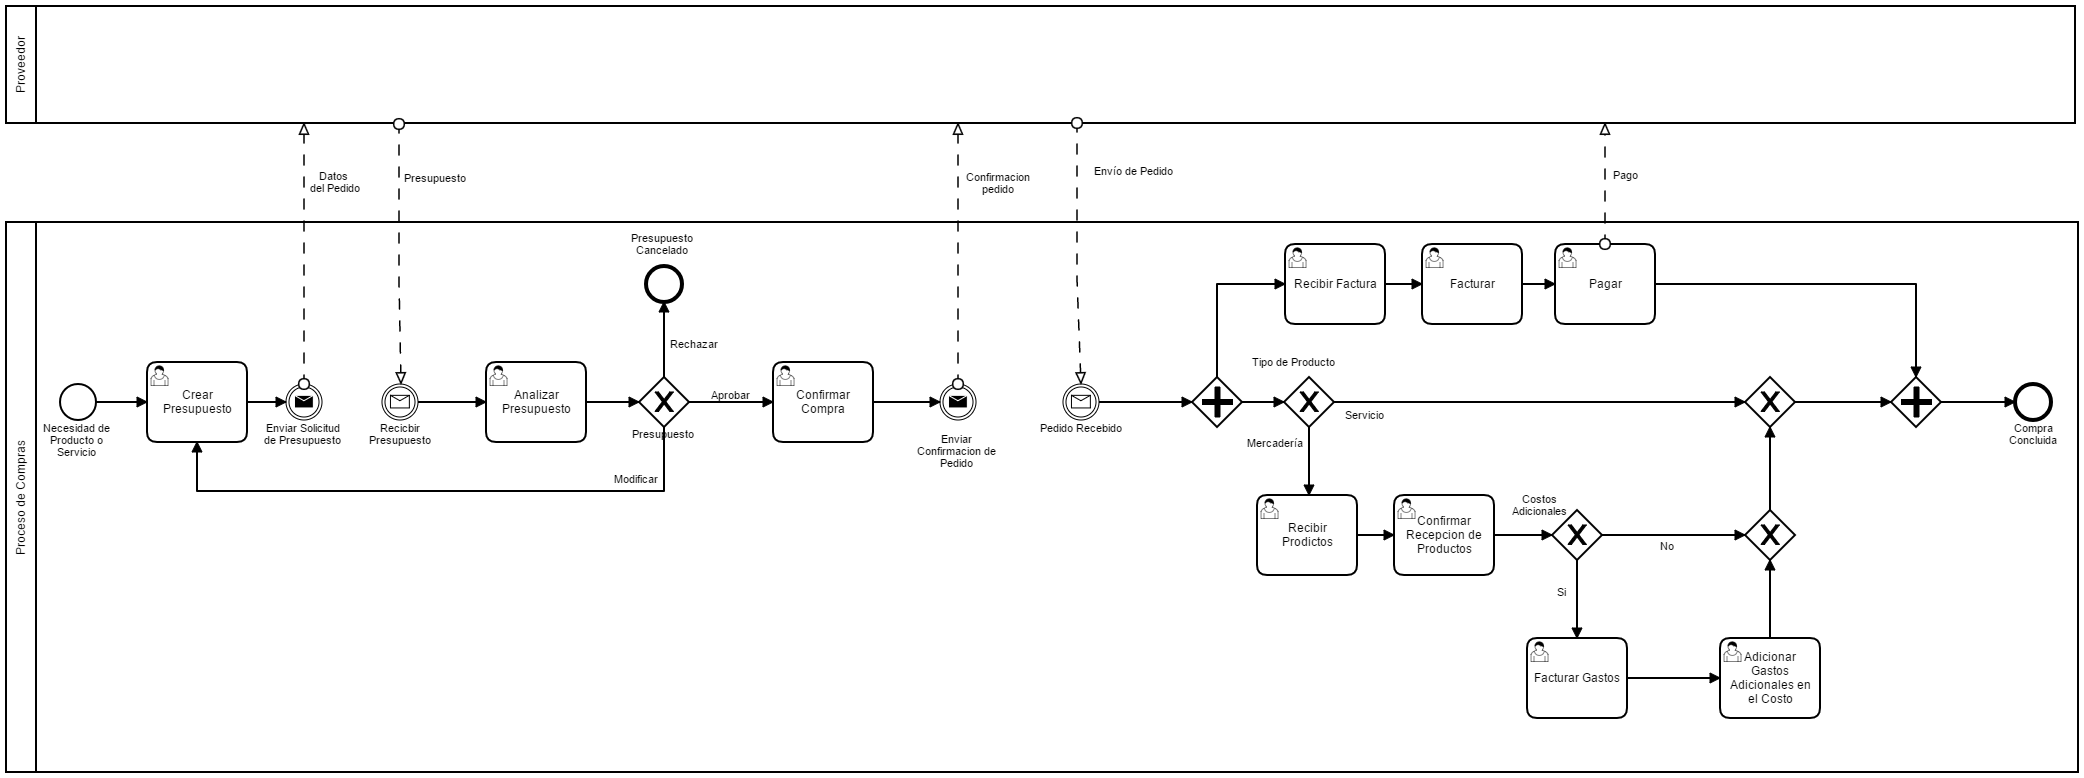 Proveedor
Datos
del Pedido
Presupuesto
Confirmacion
pedido
Envío de Pedido
Pago
Proceso de Compras
Necesidad de
Producto o
Servicio
Crear
Presupuesto
Enviar Solicitud
de Presupuesto
Recicbir
Presupuesto
Analizar
Presupuesto
Presupuesto
Cancelado
Rechazar
Aprobar
Presupuesto
Modificar
Confirmar
Compra
Enviar
Confirmacion de
Pedido
Pedido Recebido
Recibir Factura
Facturar
Pagar
Tipo de Producto
Servicio
Mercadería
Recibir
Prodictos
Confirmar
Recepcion de
Productos
Costos
Adicionales
No
Si
Facturar Gastos
Adicionar
Gastos
Adicionales en
el Costo
Compra
Concluida